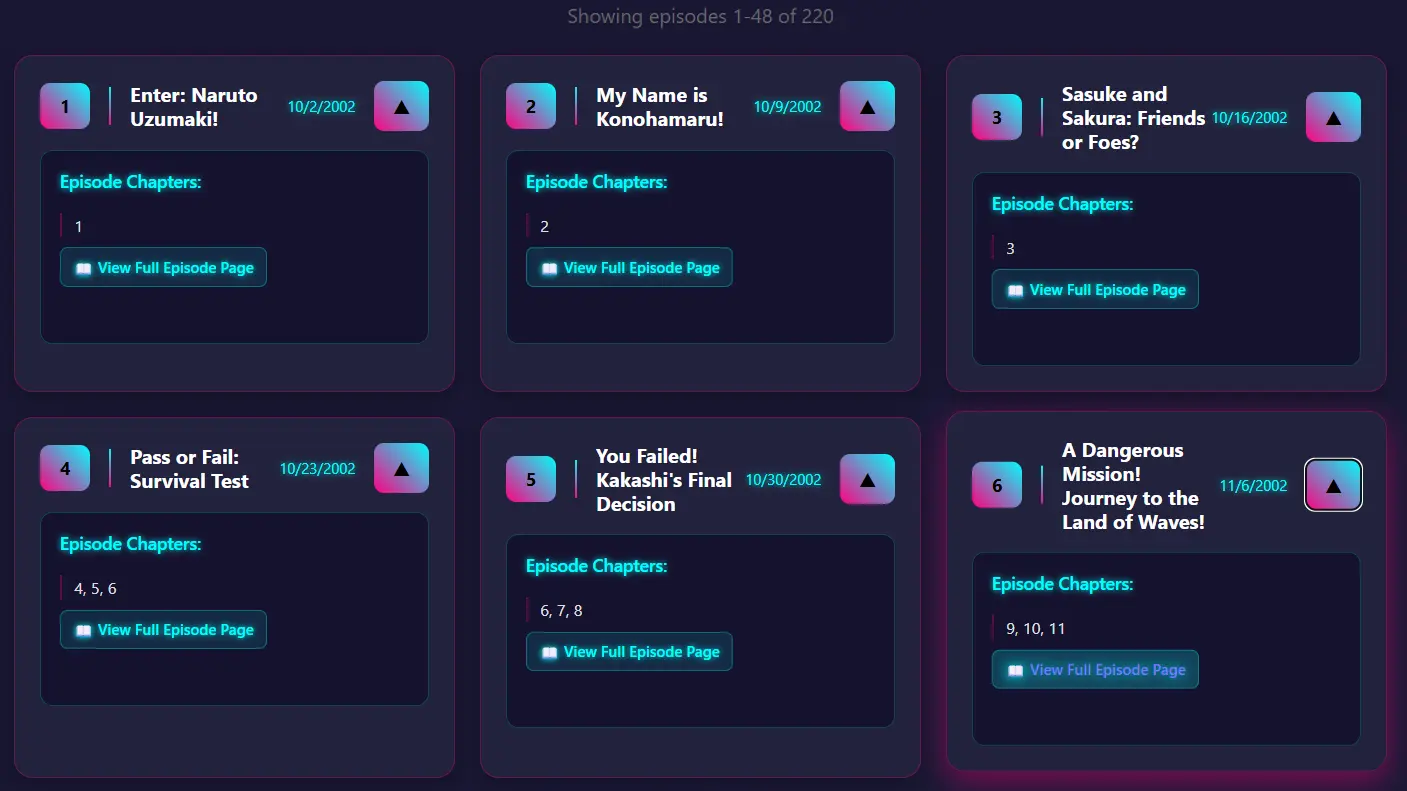 Showing episodes 1-48 of 220
1
Enter: Naruto
Uzumaki!
10/2/2002
▲
Episode Chapters:
1
📖 View Full Episode Page
2
My Name is
Konohamaru!
10/9/2002
▲
Episode Chapters:
2
📖 View Full Episode Page
3
Sasuke and
Sakura: Friends
or Foes?
10/16/2002
▲
Episode Chapters:
3
📖 View Full Episode Page
4
Pass or Fail:
Survival Test
10/23/2002
▲
Episode Chapters:
4, 5, 6
📖 View Full Episode Page
5
You Failed!
Kakashi's Final
Decision
10/30/2002
▲
Episode Chapters:
6, 7, 8
📖 View Full Episode Page
6
A Dangerous
Mission!
Journey to the
Land of Waves!
11/6/2002
▲
Episode Chapters:
9, 10, 11
📖 View Full Episode Page